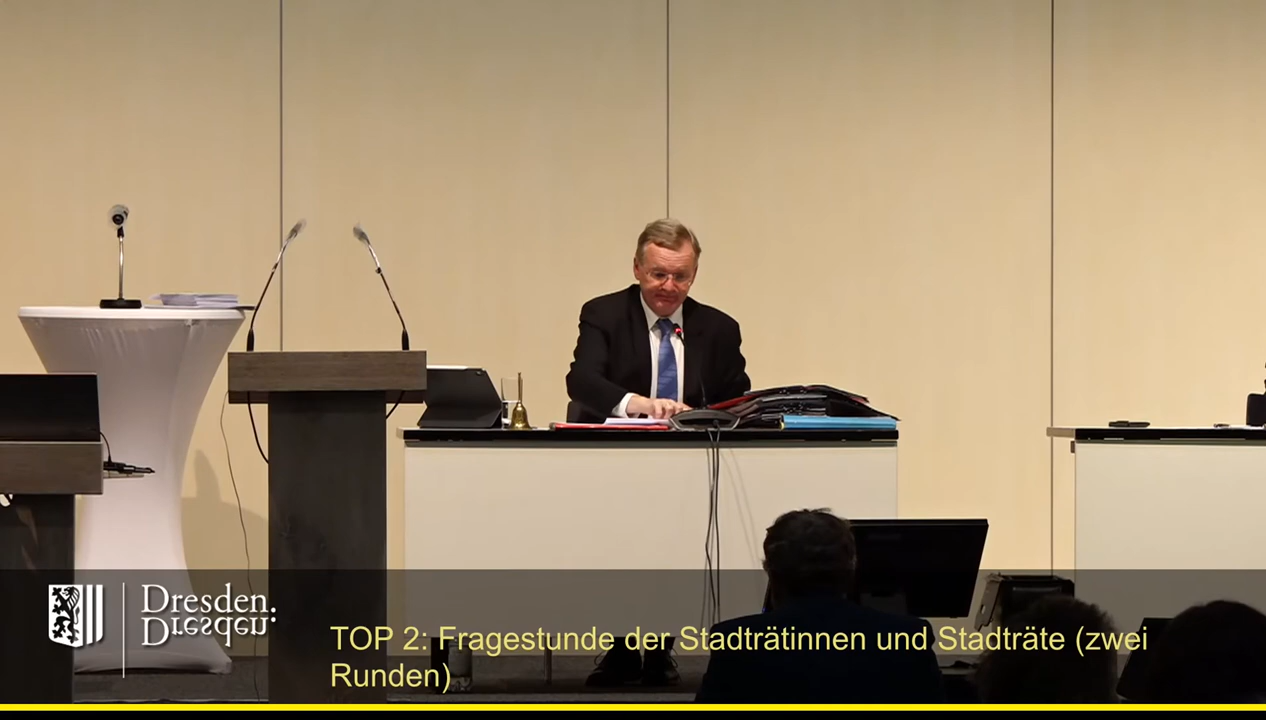 Dresden.
Dresden.
TOP 2: Fragestunde der Stadträtinnen und Stadträte (zwei
Runden)